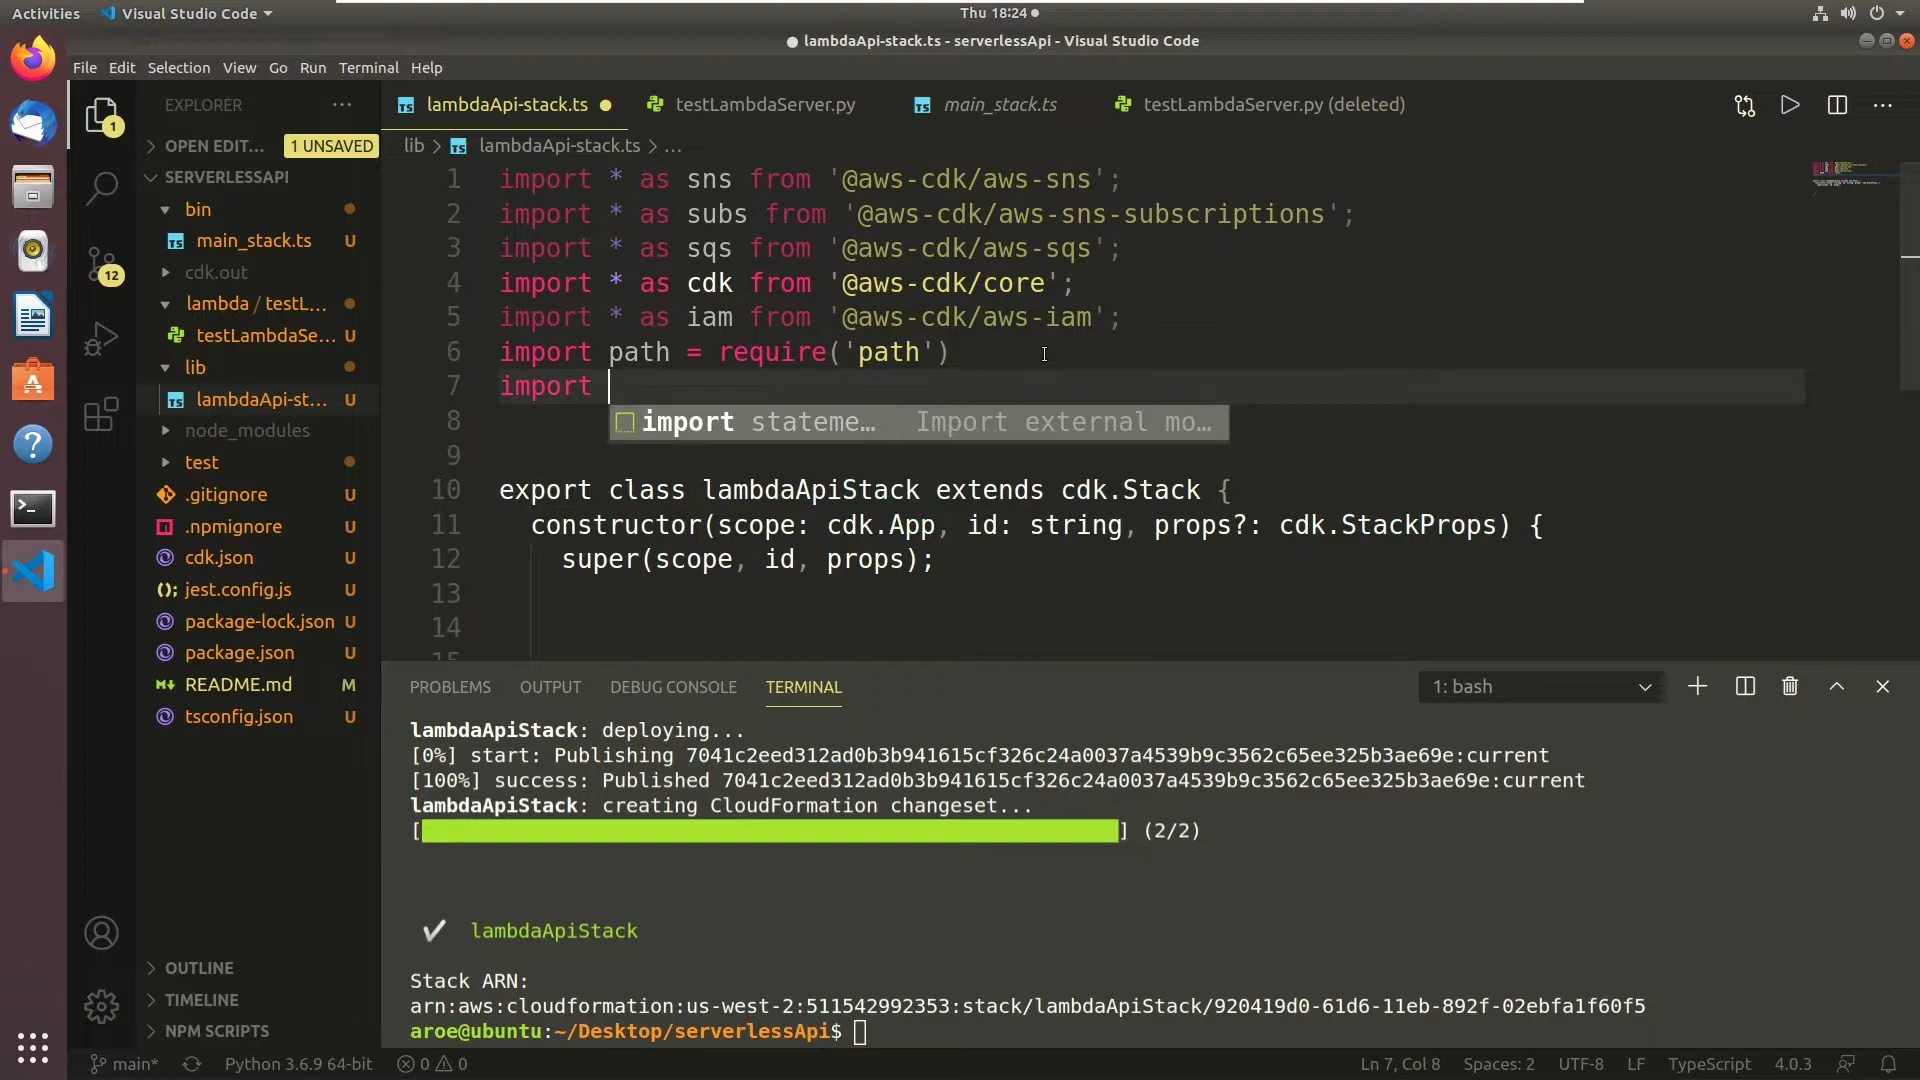 Activities Visual Studio Code Thu 18:24
lambdaApi-stack.ts - serverlessApi - Visual Studio Code
File Edit Selection View Go Run Terminal Help
EXPLORER ...
OPEN EDIT... 1 UNSAVED
SERVERLESSAPI
bin
main_stack.ts U
cdk.out
lambda / testL...
testLambdaSe... U
lib
lambdaApi-st... U
node_modules
test
.gitignore U
.npmignore U
cdk.json U
jest.config.js U
package-lock.json U
package.json U
README.md M
tsconfig.json U
OUTLINE
TIMELINE
NPM SCRIPTS
1
12
lambdaApi-stack.ts testLambdaServer.py main_stack.ts testLambdaServer.py (deleted)
lib > lambdaApi-stack.ts > ...
1 import * as sns from '@aws-cdk/aws-sns';
2 import * as subs from '@aws-cdk/aws-sns-subscriptions';
3 import * as sqs from '@aws-cdk/aws-sqs';
4 import * as cdk from '@aws-cdk/core';
5 import * as iam from '@aws-cdk/aws-iam';
6 import path = require('path')
7 import
8 import stateme... Import external mo...
9
10 export class lambdaApiStack extends cdk.Stack {
11 constructor(scope: cdk.App, id: string, props?: cdk.StackProps) {
12 super(scope, id, props);
13
14
15
PROBLEMS OUTPUT DEBUG CONSOLE TERMINAL 1: bash
lambdaApiStack: deploying...
[0%] start: Publishing 7041c2eed312ad0b3b941615cf326c24a0037a4539b9c3562c65ee325b3ae69e:current
[100%] success: Published 7041c2eed312ad0b3b941615cf326c24a0037a4539b9c3562c65ee325b3ae69e:current
lambdaApiStack: creating CloudFormation changeset...
[ ] (2/2)
✔ lambdaApiStack
Stack ARN:
arn:aws:cloudformation:us-west-2:511542992353:stack/lambdaApiStack/920419d0-61d6-11eb-892f-02ebfa1f60f5
aroe@ubuntu:~/Desktop/serverlessApi$
main* Python 3.6.9 64-bit 0 0 Ln 7, Col 8 Spaces: 2 UTF-8 LF TypeScript 4.0.3